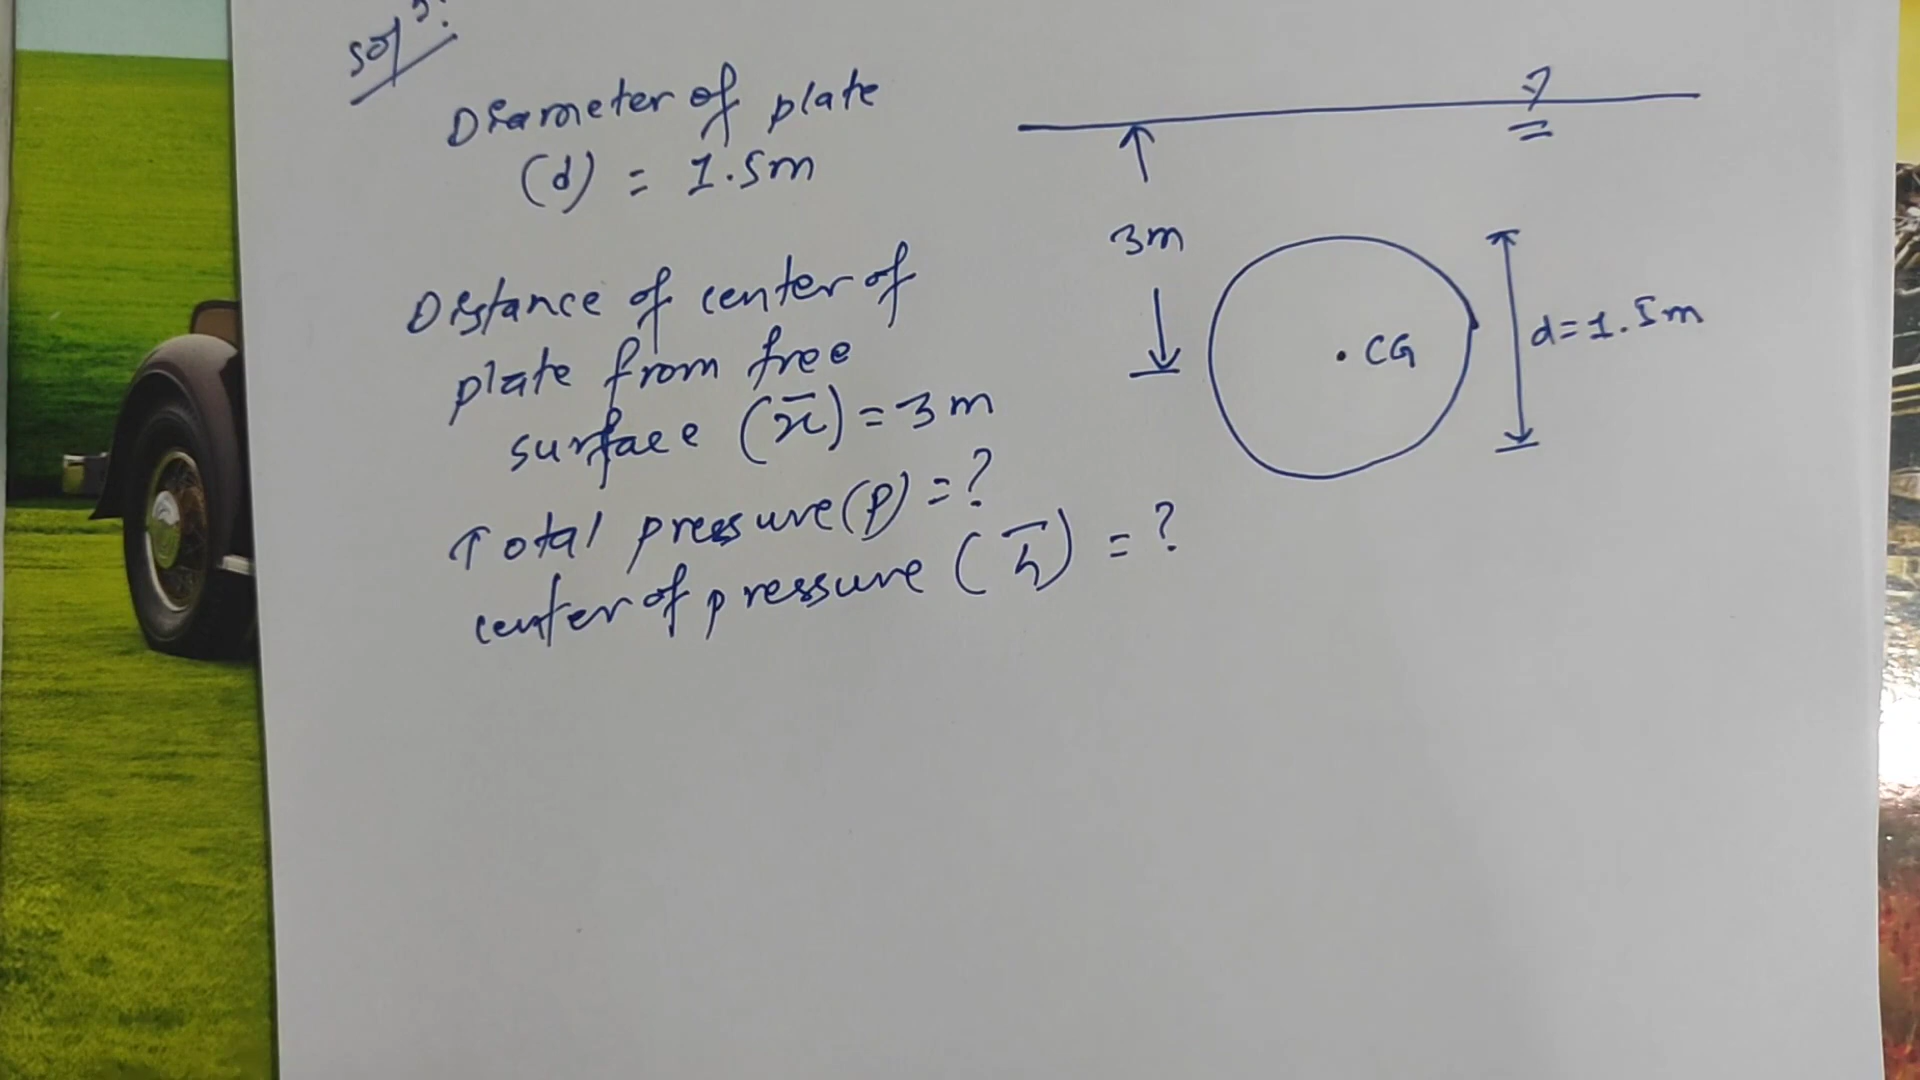 Solⁿ:
Diameter of plate
(d) = 1.5m
Distance of center of
plate from free
surface (x̄) = 3m
Total pressure (p) = ?
center of pressure (h̄) = ?
3m
. CG
d=1.5m